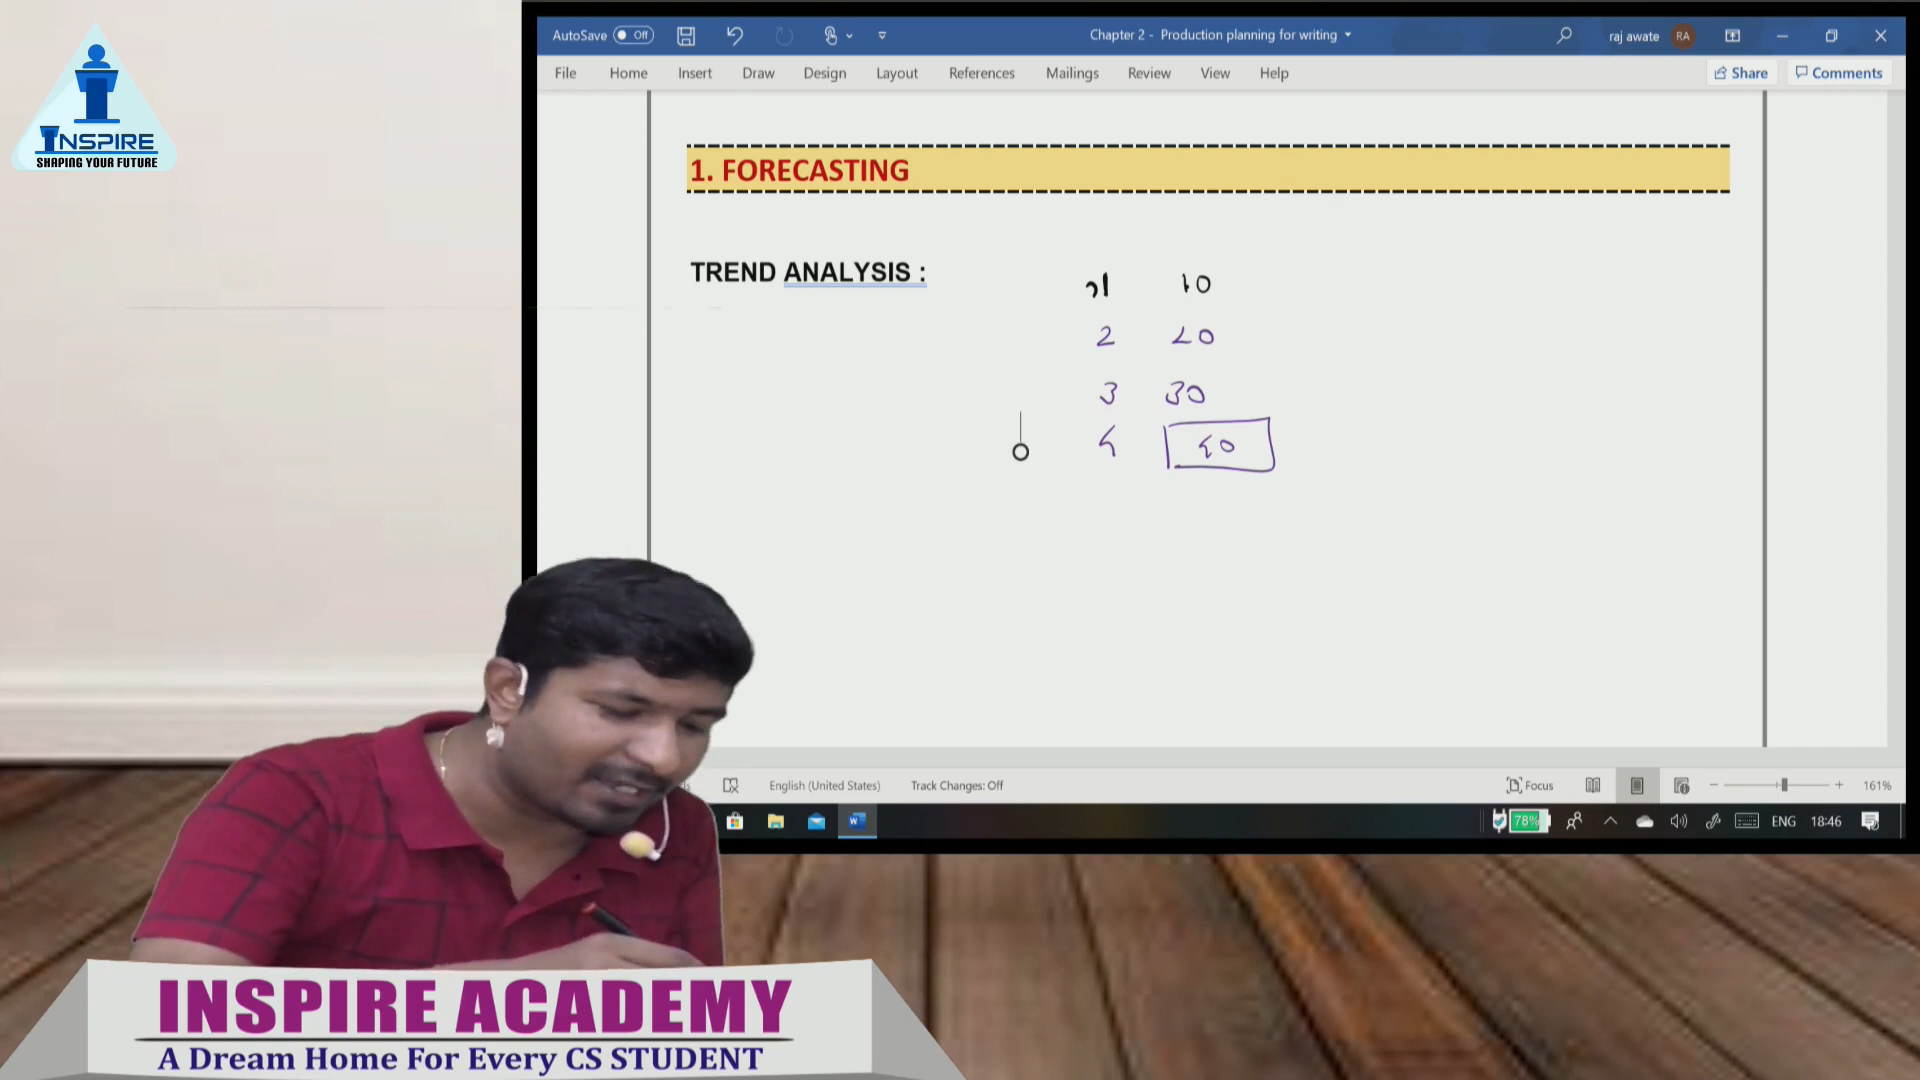 INSPIRE
SHAPING YOUR FUTURE
AutoSave Off
Chapter 2 - Production planning for writing
raj awate RA
File Home Insert Draw Design Layout References Mailings Review View Help
Share Comments
1. FORECASTING
TREND ANALYSIS :
1 10
2 20
3 30
4 40
English (United States) Track Changes: Off
Focus
161%
78%
ENG 18:46
INSPIRE ACADEMY
A Dream Home For Every CS STUDENT